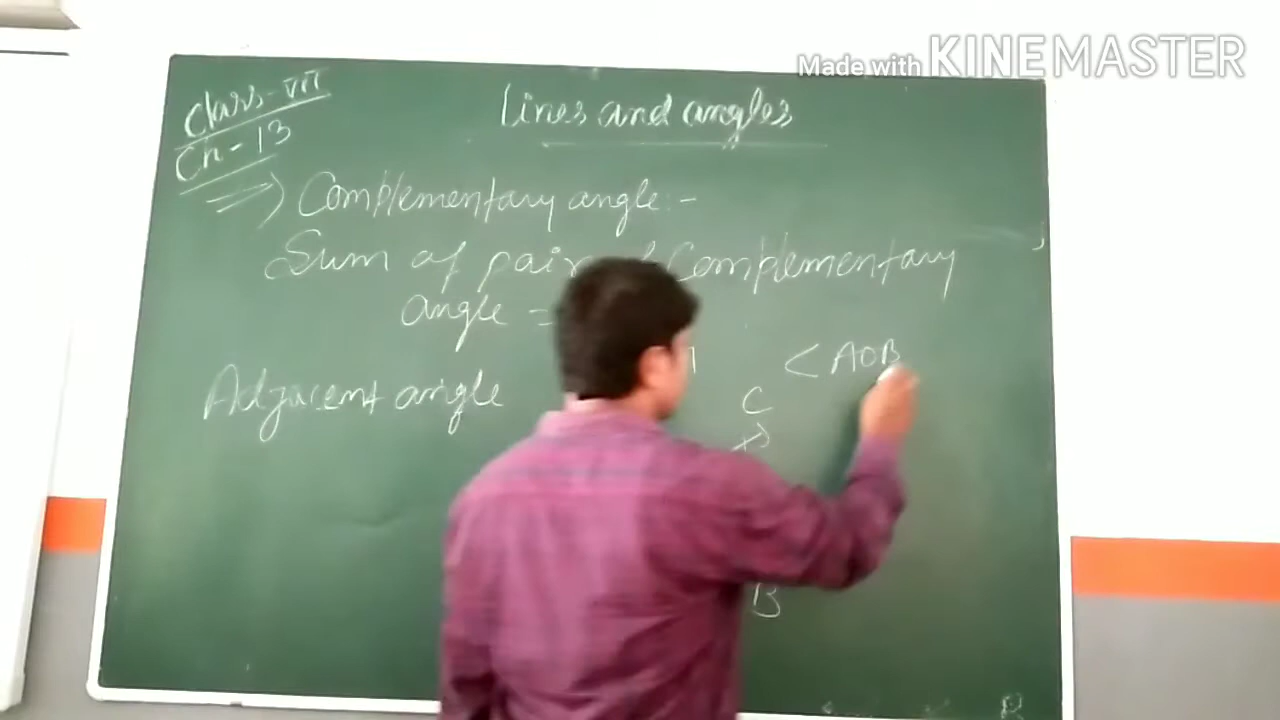 Made with KINEMASTER
Class-VII
Ch-13
Lines and angles
Complementary angle:-
Sum of pair Complementary
angle =
Adjacent angle
< AOB
C
B